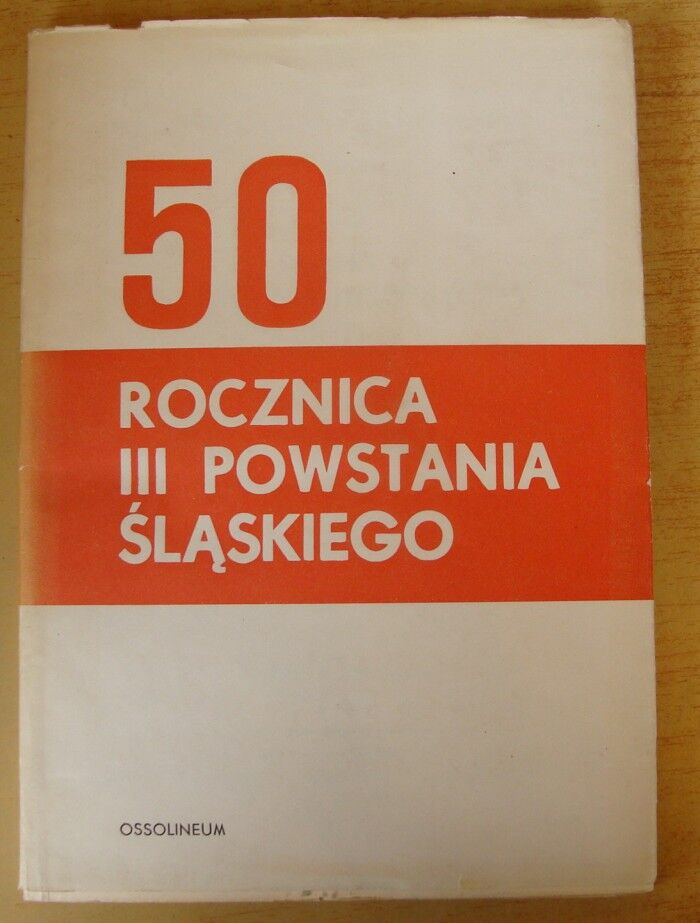 50
ROCZNICA
III POWSTANIA
ŚLĄSKIEGO
OSSOLINEUM